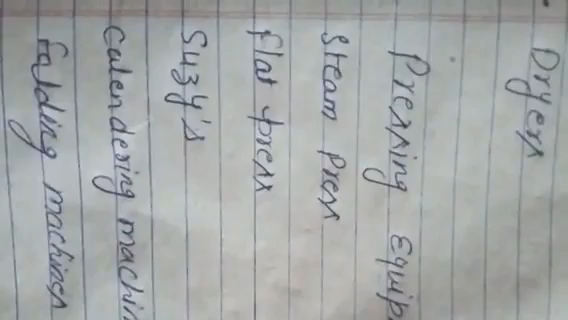 Dryers
Pressing Equip
Steam Press
flat press
Suzy's
Calendering machin
folding machines